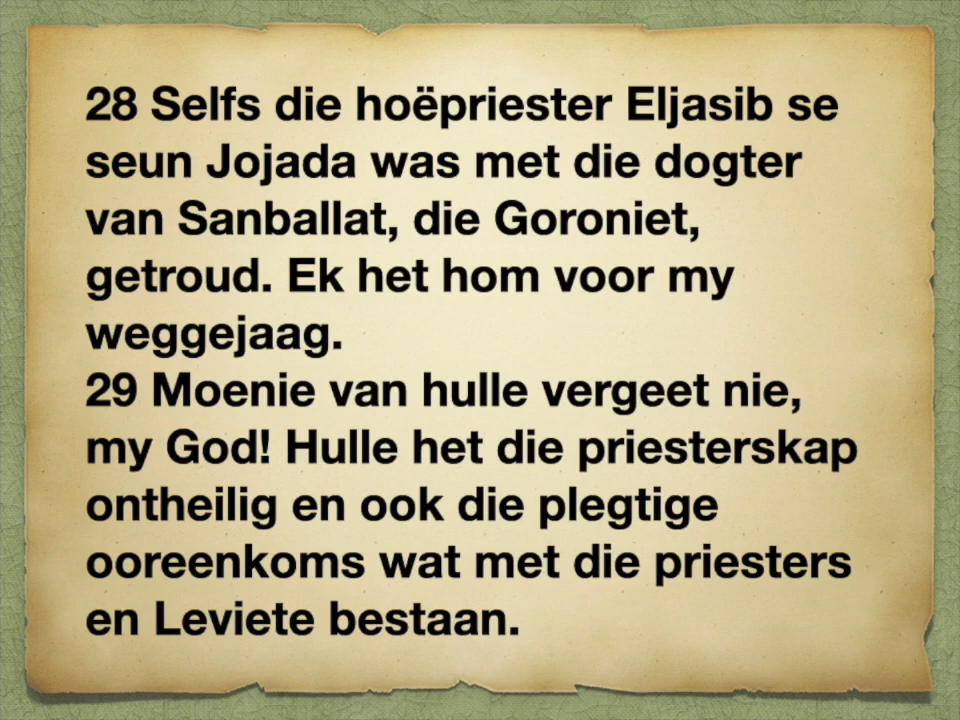 28 Selfs die hoëpriester Eljasib se
seun Jojada was met die dogter
van Sanballat, die Goroniet,
getroud. Ek het hom voor my
weggejaag.
29 Moenie van hulle vergeet nie,
my God! Hulle het die priesterskap
ontheilig en ook die plegtige
ooreenkoms wat met die priesters
en Leviete bestaan.